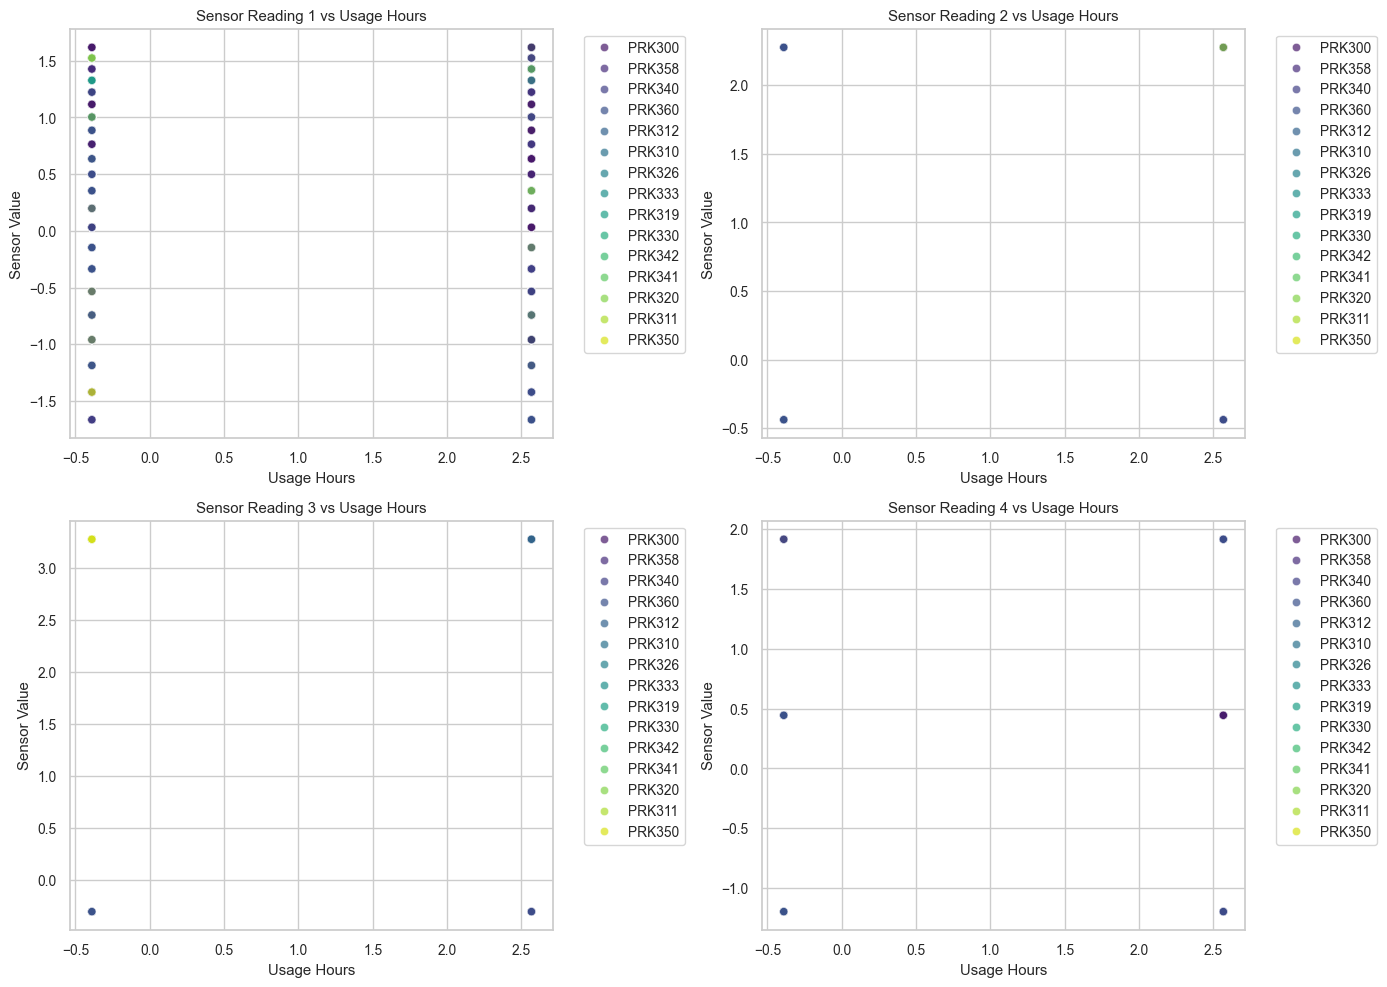 Sensor Reading 1 vs Usage Hours
Sensor Value
1.5
1.0
0.5
0.0
−0.5
−1.0
−1.5
−0.5 0.0 0.5 1.0 1.5 2.0 2.5
Usage Hours
PRK300
PRK358
PRK340
PRK360
PRK312
PRK310
PRK326
PRK333
PRK319
PRK330
PRK342
PRK341
PRK320
PRK311
PRK350
Sensor Reading 2 vs Usage Hours
Sensor Value
2.0
1.5
1.0
0.5
0.0
−0.5
−0.5 0.0 0.5 1.0 1.5 2.0 2.5
Usage Hours
PRK300
PRK358
PRK340
PRK360
PRK312
PRK310
PRK326
PRK333
PRK319
PRK330
PRK342
PRK341
PRK320
PRK311
PRK350
Sensor Reading 3 vs Usage Hours
Sensor Value
3.0
2.5
2.0
1.5
1.0
0.5
0.0
−0.5 0.0 0.5 1.0 1.5 2.0 2.5
Usage Hours
PRK300
PRK358
PRK340
PRK360
PRK312
PRK310
PRK326
PRK333
PRK319
PRK330
PRK342
PRK341
PRK320
PRK311
PRK350
Sensor Reading 4 vs Usage Hours
Sensor Value
2.0
1.5
1.0
0.5
0.0
−0.5
−1.0
−0.5 0.0 0.5 1.0 1.5 2.0 2.5
Usage Hours
PRK300
PRK358
PRK340
PRK360
PRK312
PRK310
PRK326
PRK333
PRK319
PRK330
PRK342
PRK341
PRK320
PRK311
PRK350